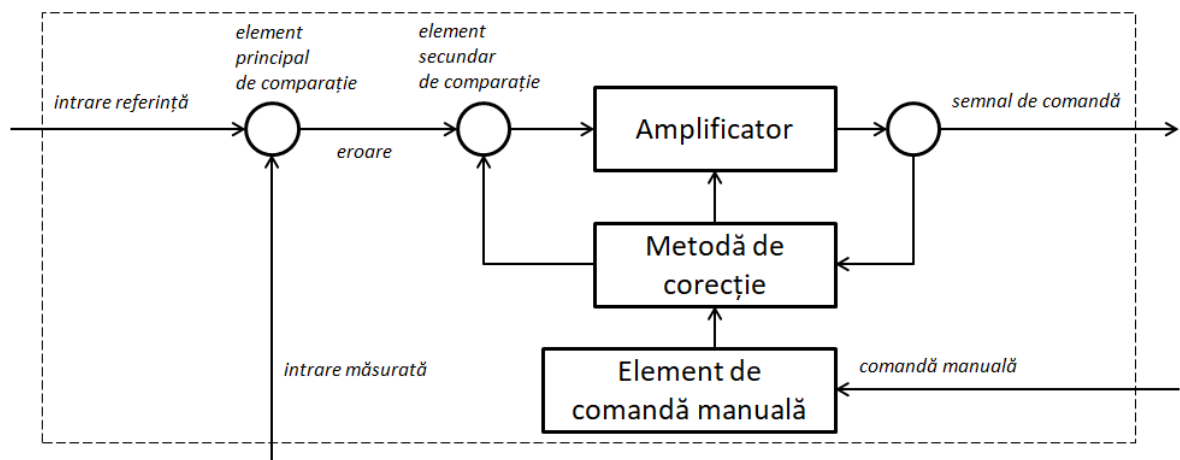 element
principal
de comparație
element
secundar
de comparație
intrare referință
eroare
Amplificator
semnal de comandă
Metodă de
corecție
intrare măsurată
Element de
comandă manuală
comandă manuală